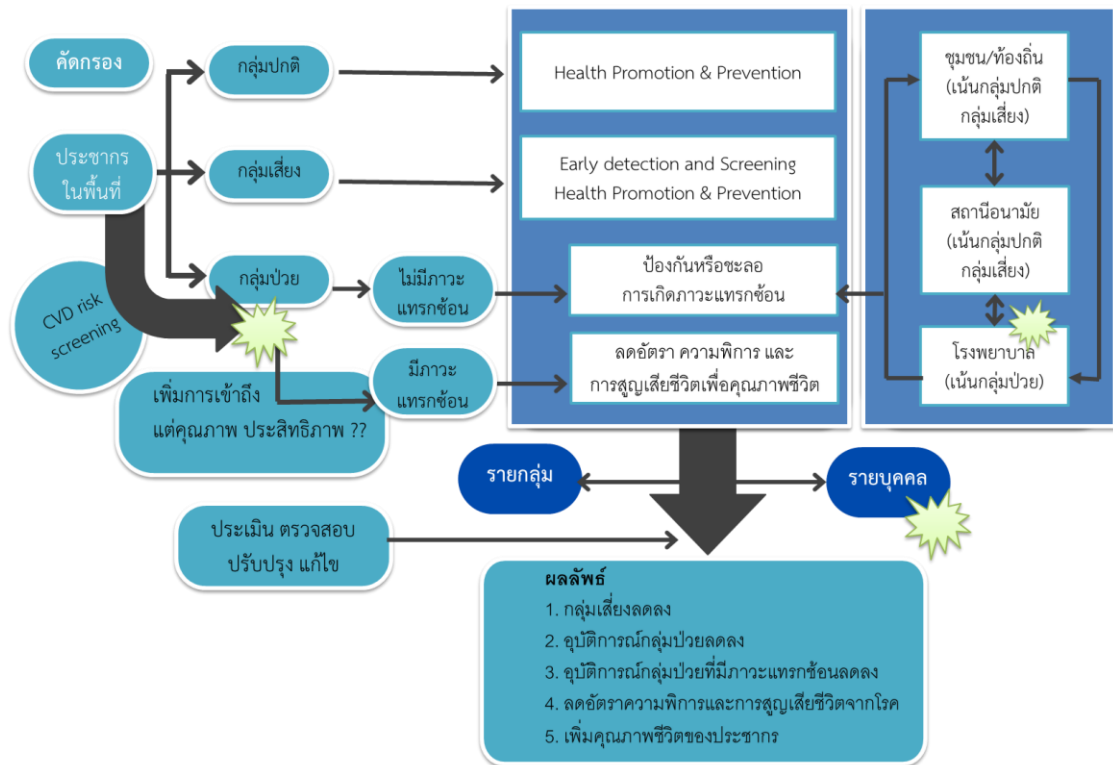 คัดกรอง
ประชากร
ในพื้นที่
CVD risk
screening
กลุ่มปกติ
กลุ่มเสี่ยง
กลุ่มป่วย
ไม่มีภาวะ
แทรกซ้อน
มีภาวะ
แทรกซ้อน
เพิ่มการเข้าถึง
แต่คุณภาพ ประสิทธิภาพ ??
Health Promotion & Prevention
Early detection and Screening
Health Promotion & Prevention
ป้องกันหรือชะลอ
การเกิดภาวะแทรกซ้อน
ลดอัตรา ความพิการ และ
การสูญเสียชีวิตเพื่อคุณภาพชีวิต
ชุมชน/ท้องถิ่น
(เน้นกลุ่มปกติ
กลุ่มเสี่ยง)
สถานีอนามัย
(เน้นกลุ่มปกติ
กลุ่มเสี่ยง)
โรงพยาบาล
(เน้นกลุ่มป่วย)
รายกลุ่ม
รายบุคคล
ประเมิน ตรวจสอบ
ปรับปรุง แก้ไข
ผลลัพธ์
1. กลุ่มเสี่ยงลดลง
2. อุบัติการณ์กลุ่มป่วยลดลง
3. อุบัติการณ์กลุ่มป่วยที่มีภาวะแทรกซ้อนลดลง
4. ลดอัตราความพิการและการสูญเสียชีวิตจากโรค
5. เพิ่มคุณภาพชีวิตของประชากร